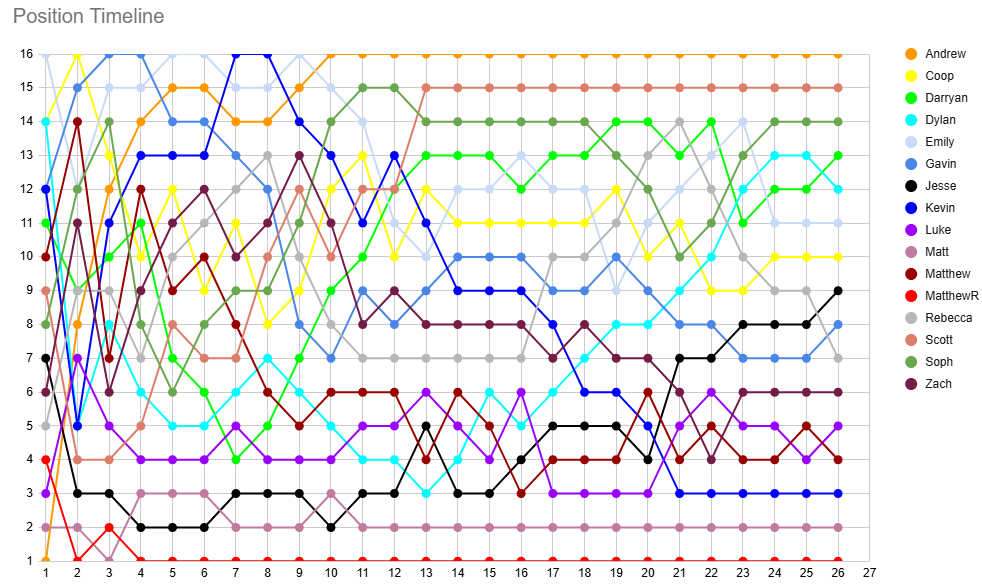 Position Timeline
16
15
14
13
12
11
10
9
8
7
6
5
4
3
2
1
1 2 3 4 5 6 7 8 9 10 11 12 13 14 15 16 17 18 19 20 21 22 23 24 25 26 27
Andrew
Coop
Darryan
Dylan
Emily
Gavin
Jesse
Kevin
Luke
Matt
Matthew
MatthewR
Rebecca
Scott
Soph
Zach